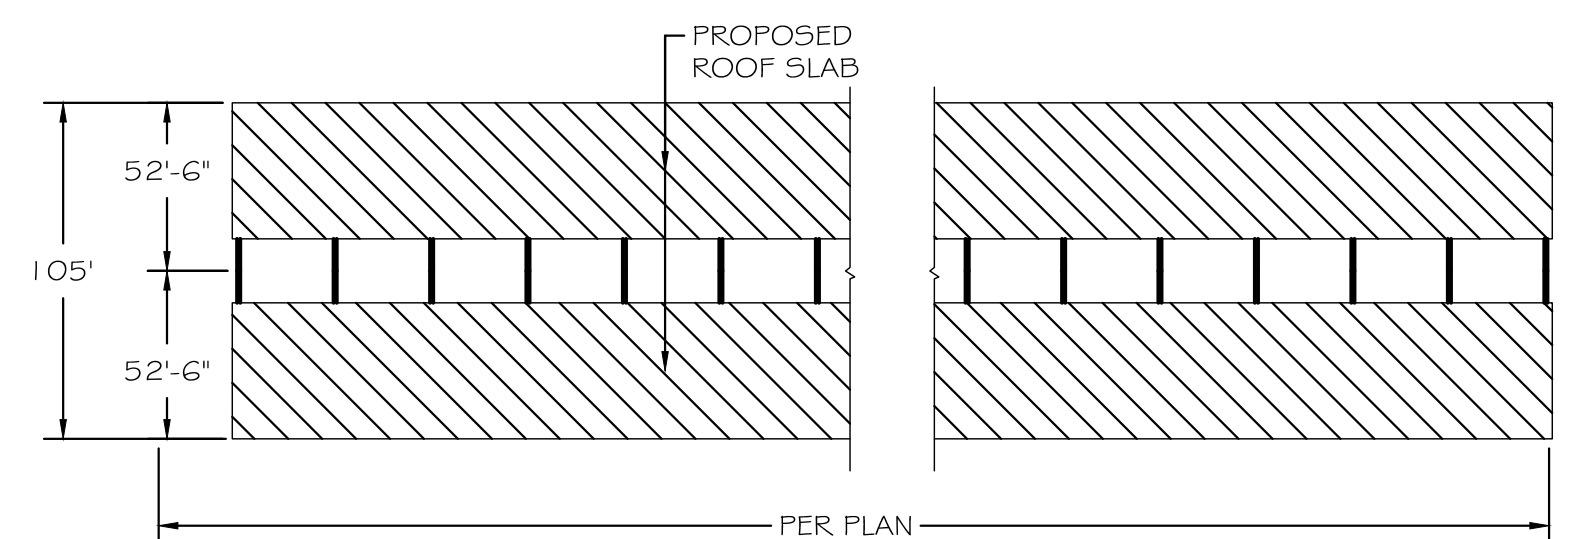 PROPOSED
ROOF SLAB
52'-6"
105'
52'-6"
PER PLAN